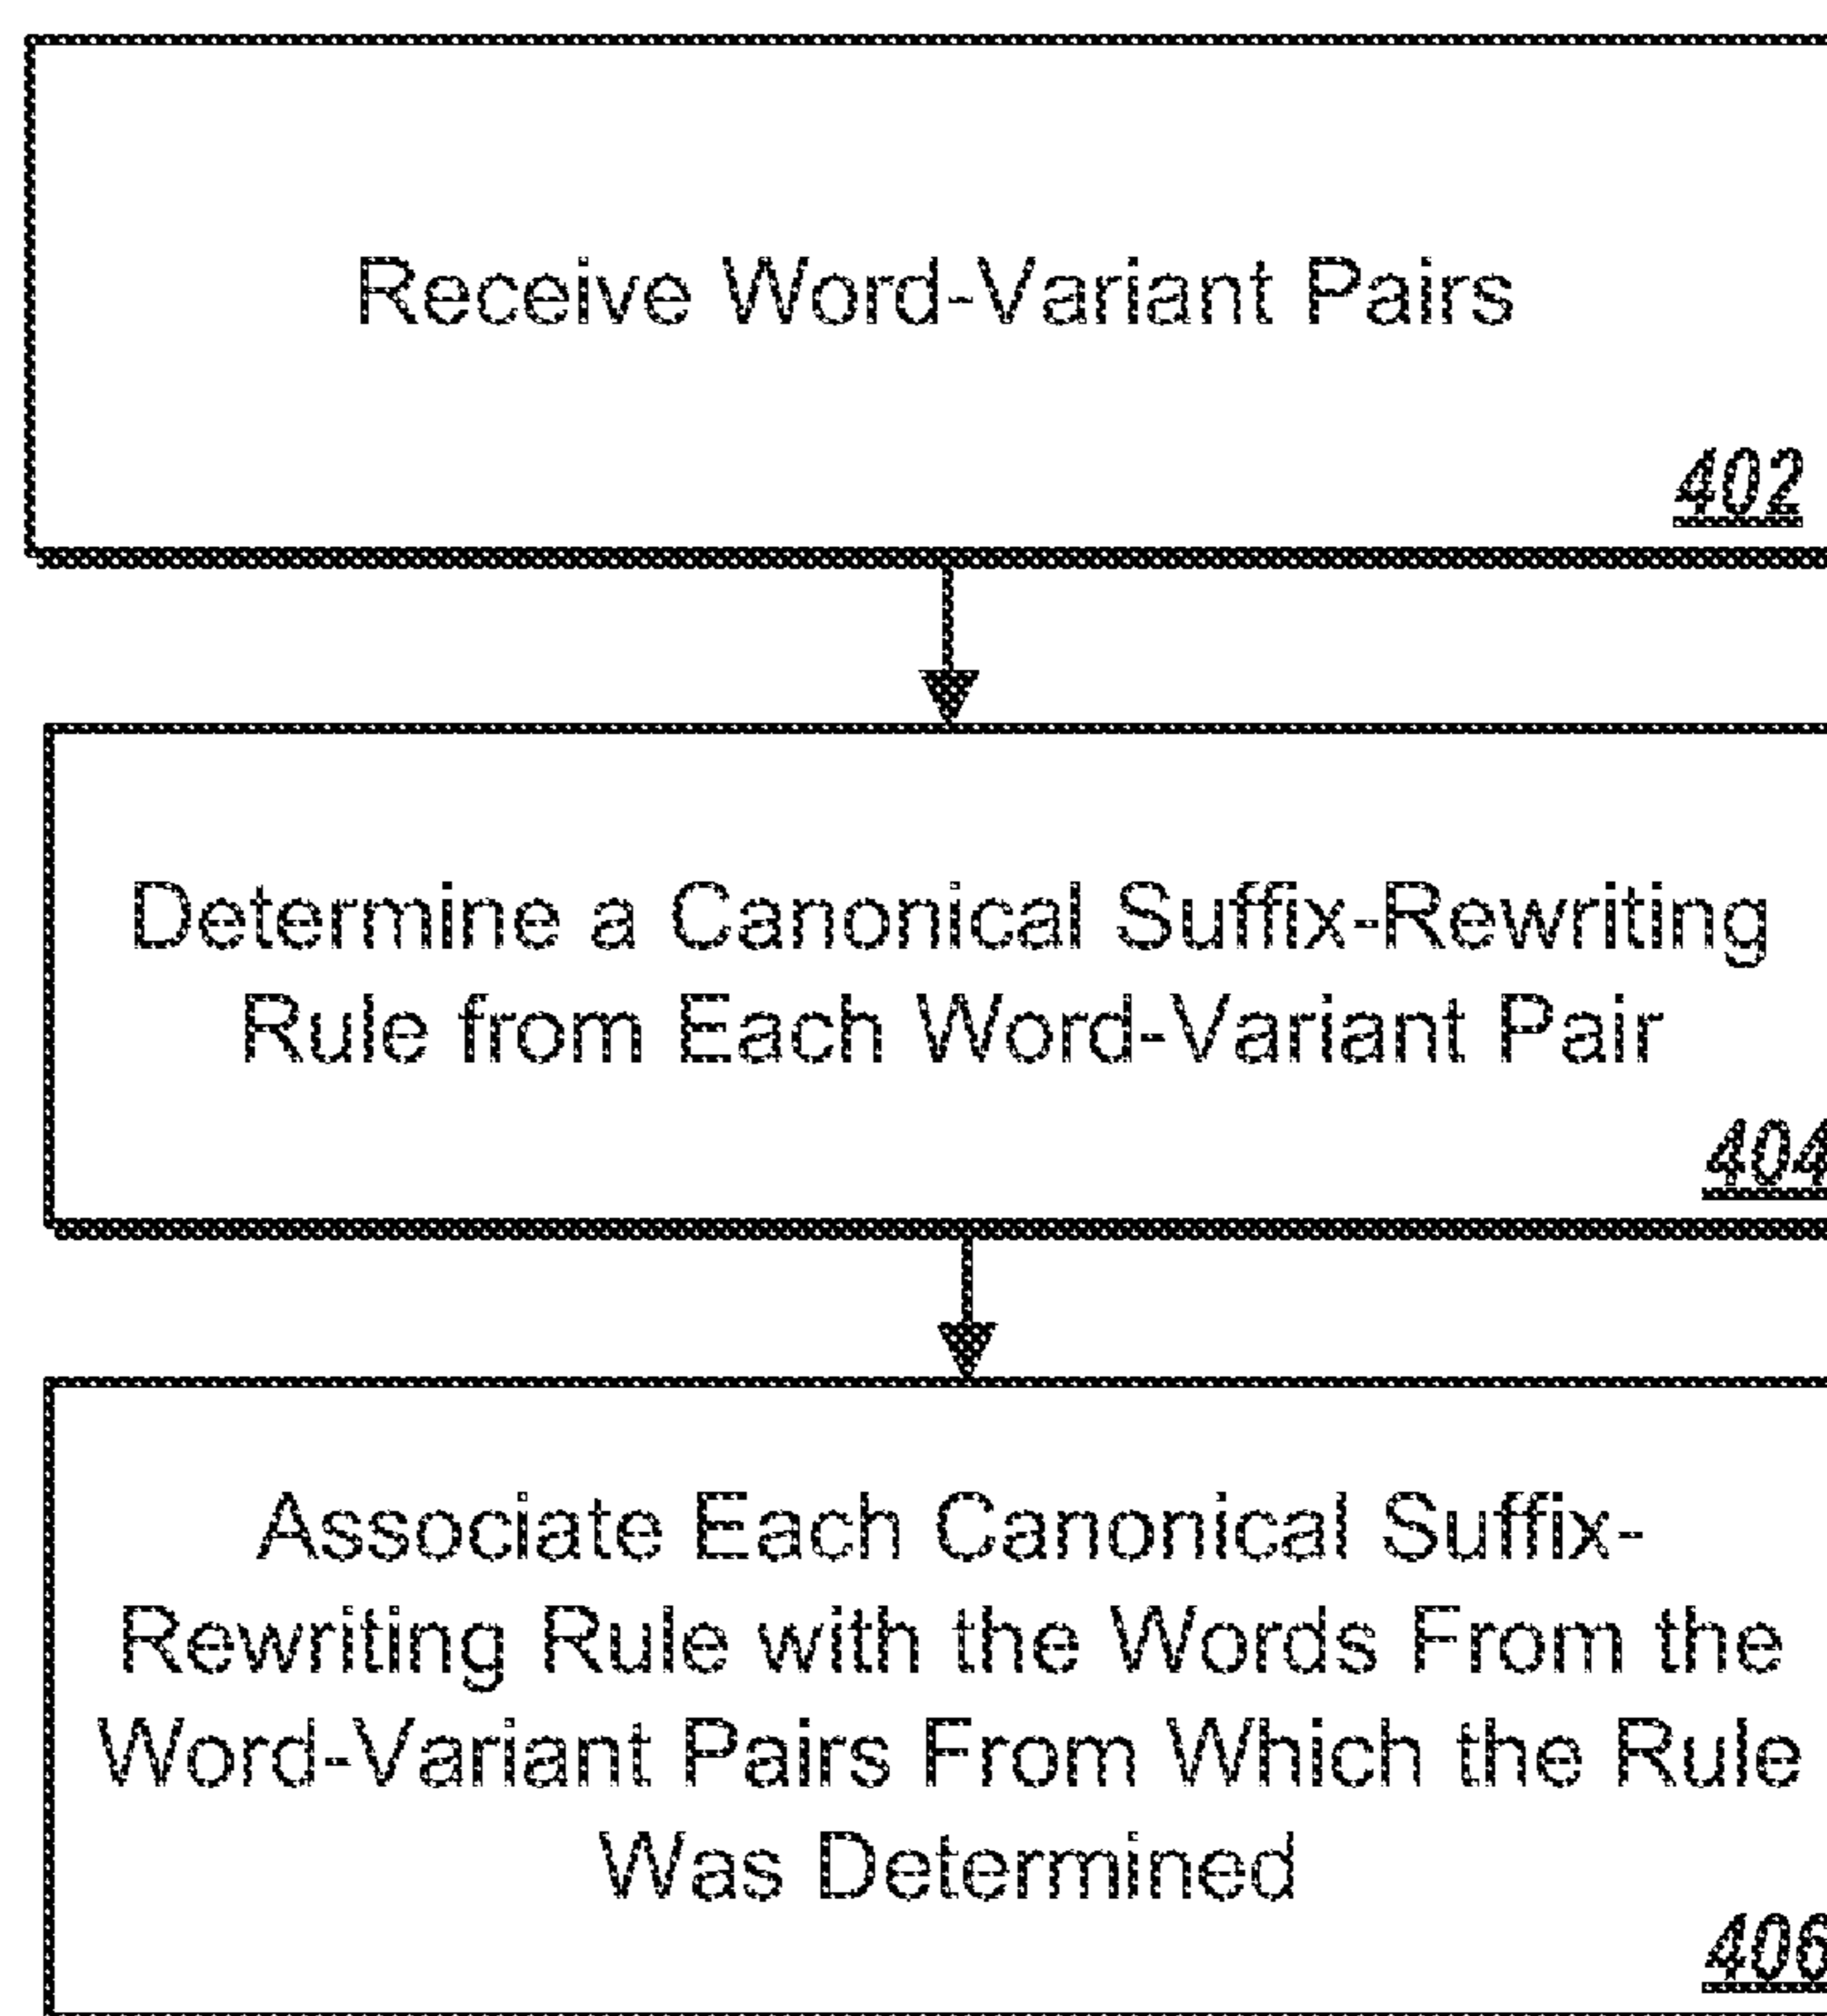 Receive Word-Variant Pairs
402
Determine a Canonical Suffix-Rewriting
Rule from Each Word-Variant Pair
404
Associate Each Canonical Suffix-
Rewriting Rule with the Words From the
Word-Variant Pairs From Which the Rule
Was Determined
406